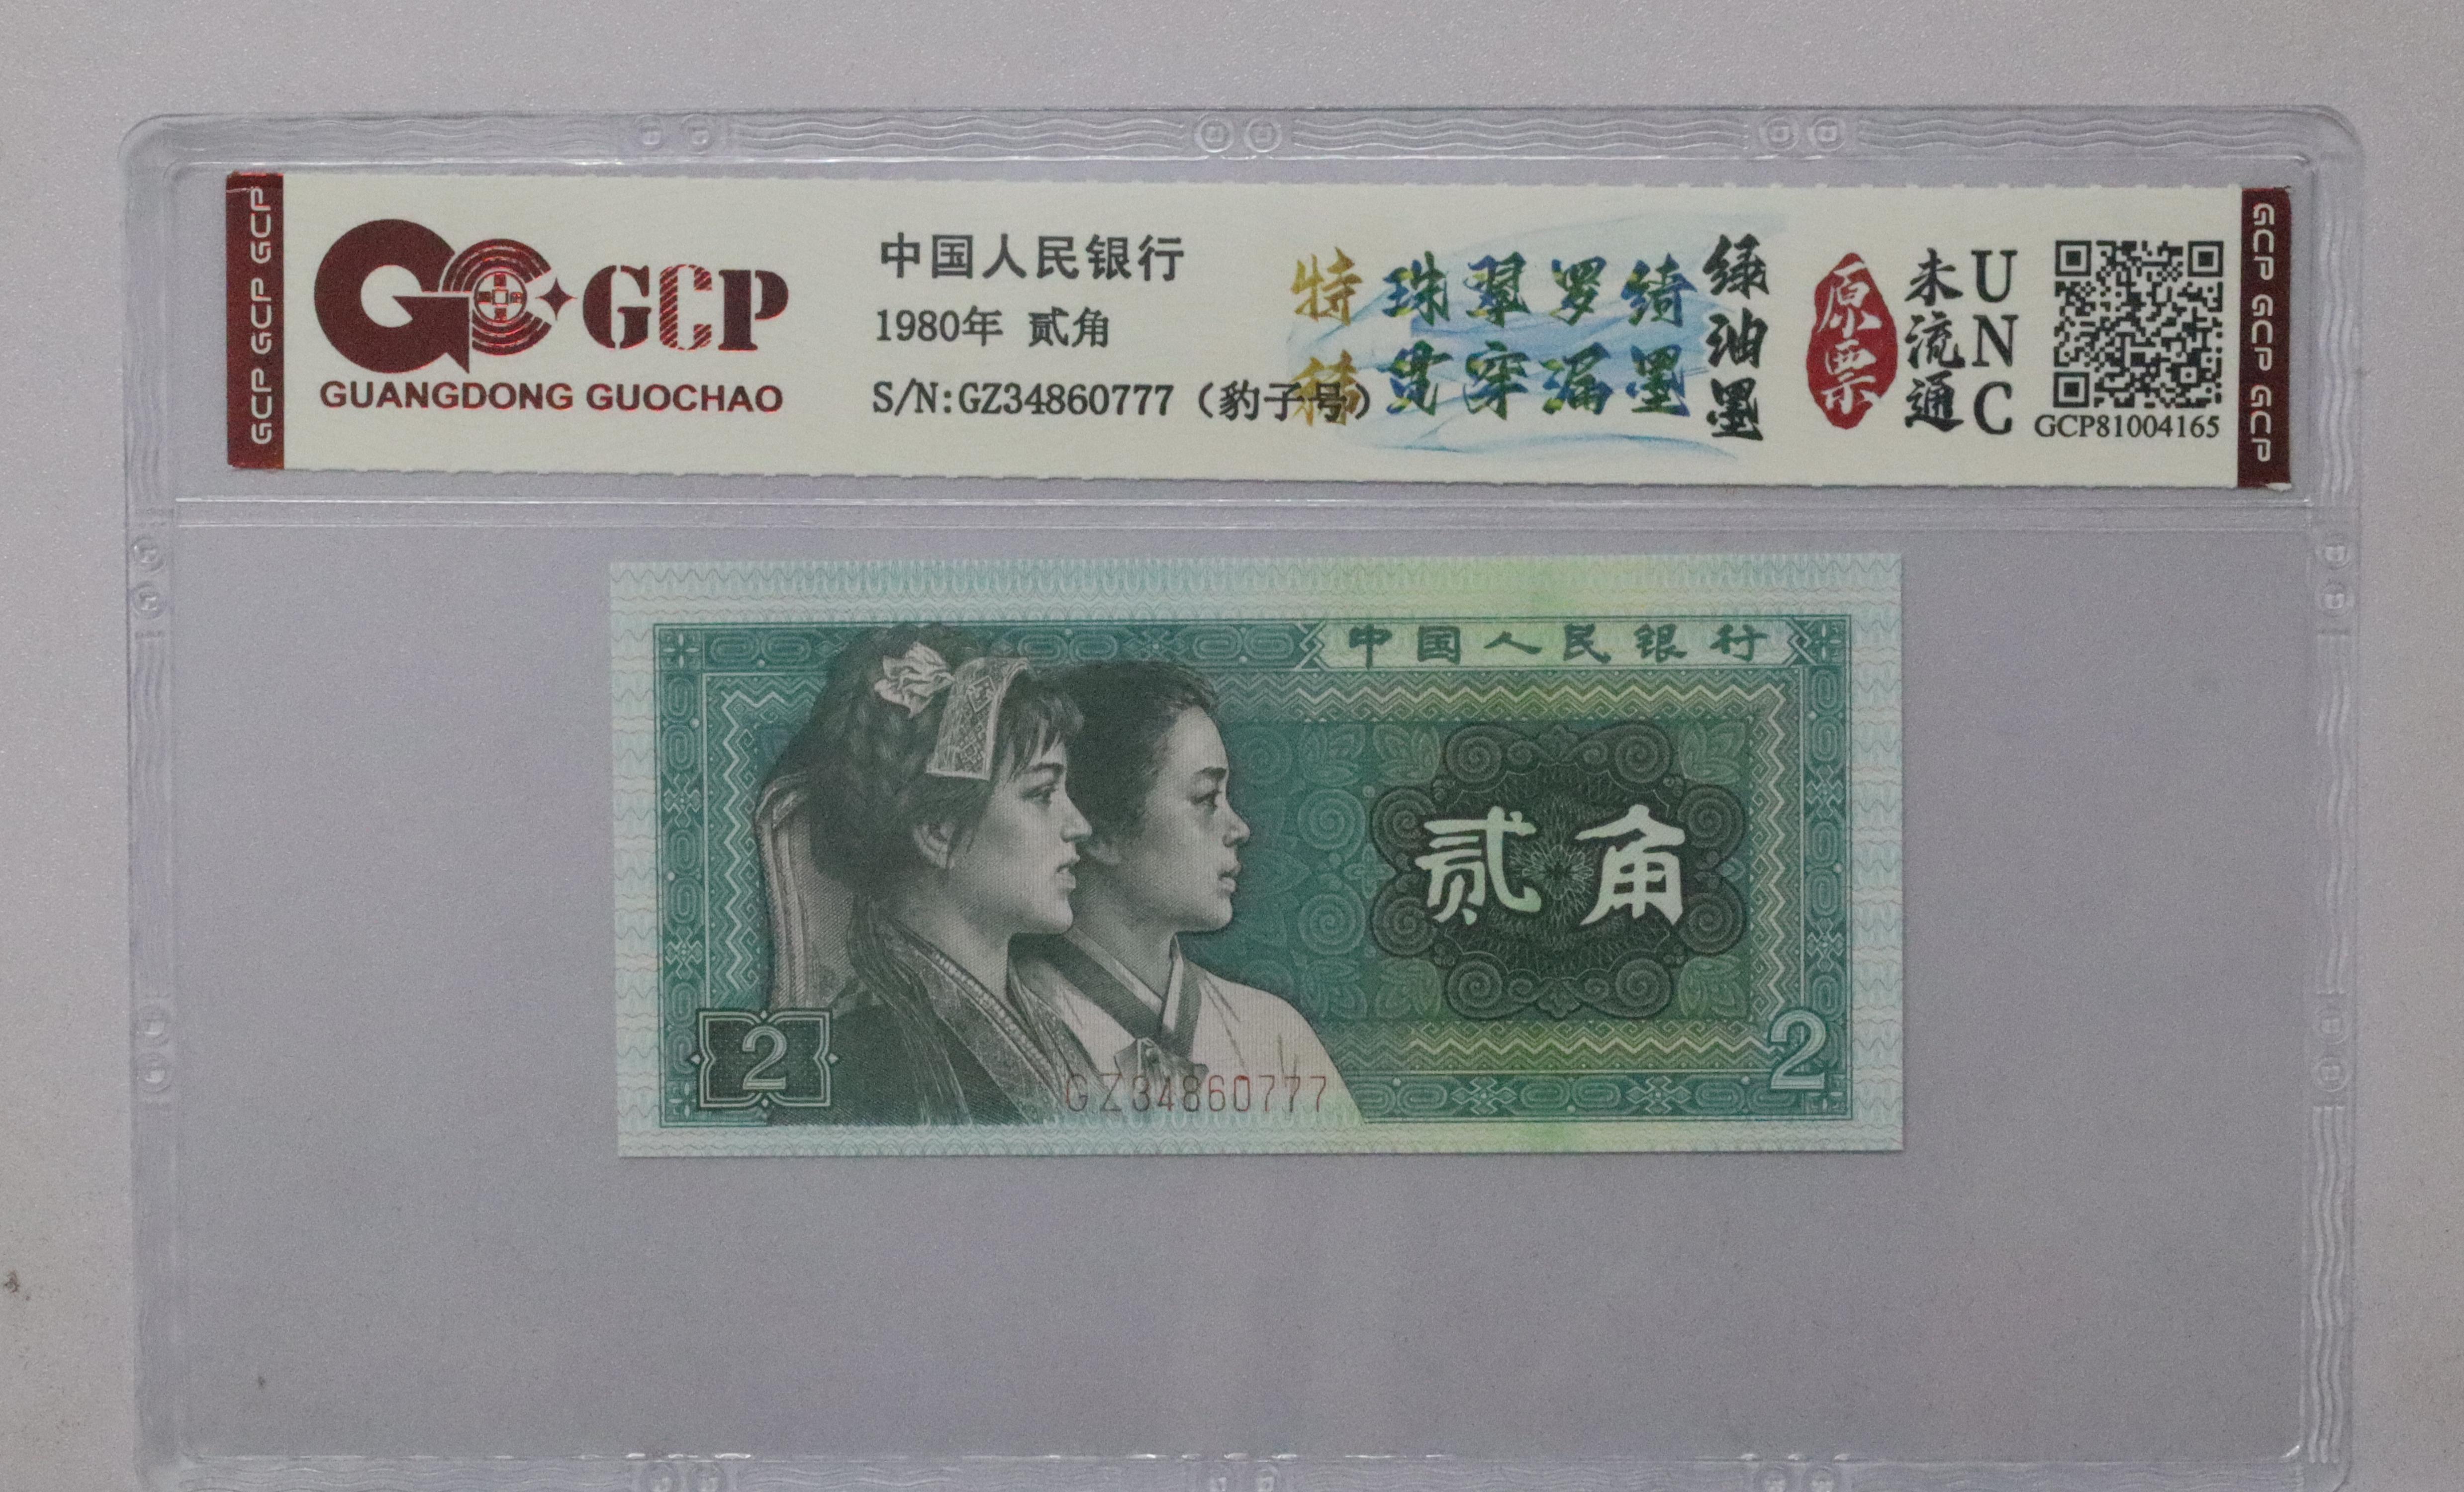 GCP GCP GCP
GCP
GUANGDONG GUOCHAO
中国人民银行
1980年 贰角
S/N:GZ34860777（豹子号）
特稀
珠翠罗绮
贯穿漏墨
绿油墨
原票
未流通
UNC
GCP81004165
GCP GCP GCP
中国人民银行
贰角
2
2
GZ34860777